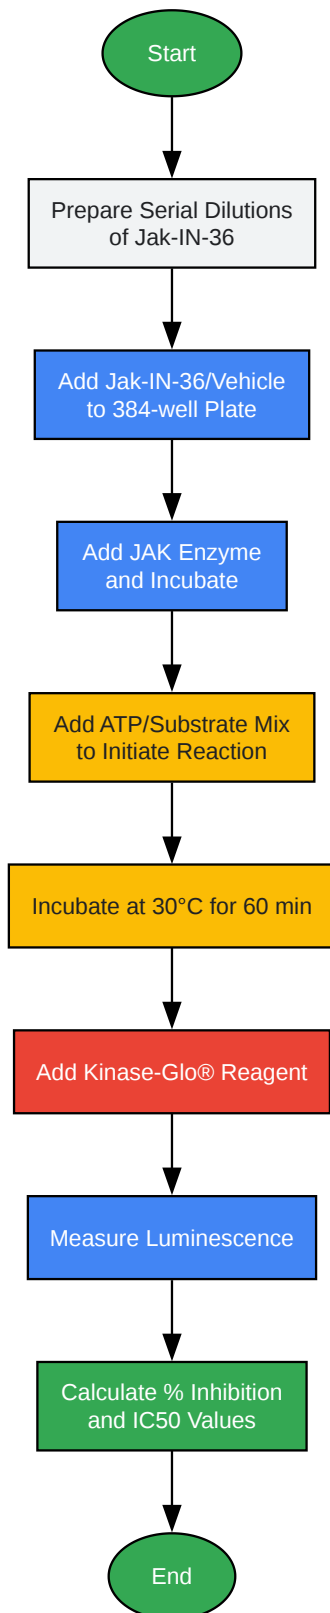 Start
Prepare Serial Dilutions
of Jak-IN-36
Add Jak-IN-36/Vehicle
to 384-well Plate
Add JAK Enzyme
and Incubate
Add ATP/Substrate Mix
to Initiate Reaction
Incubate at 30°C for 60 min
Add Kinase-Glo® Reagent
Measure Luminescence
Calculate % Inhibition
and IC50 Values
End